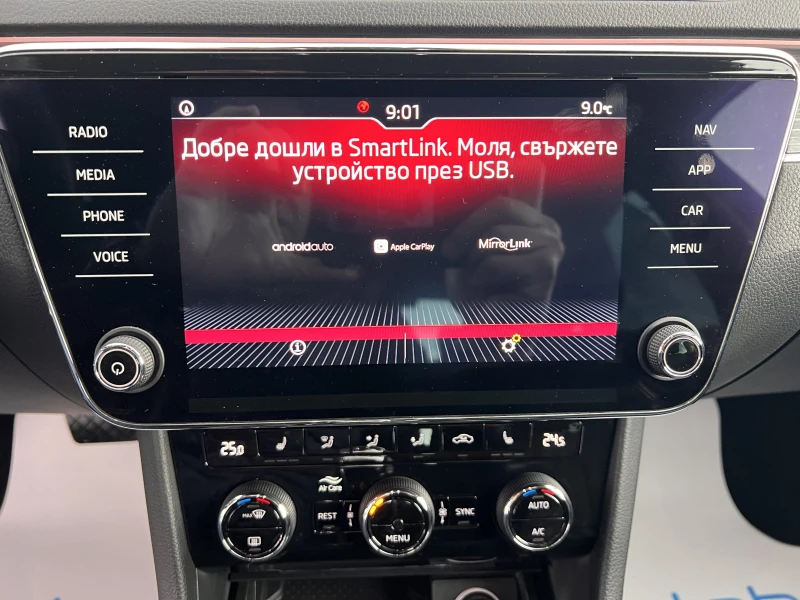 9:01
9.0°C
RADIO
MEDIA
PHONE
VOICE
Добре дошли в SmartLink. Моля, свържете
устройство през USB.
androidauto
Apple CarPlay
MirrorLink
NAV
APP
CAR
MENU
25.0
24.5
Air Care
MAX
REST
MENU
SYNC
AUTO
A/C